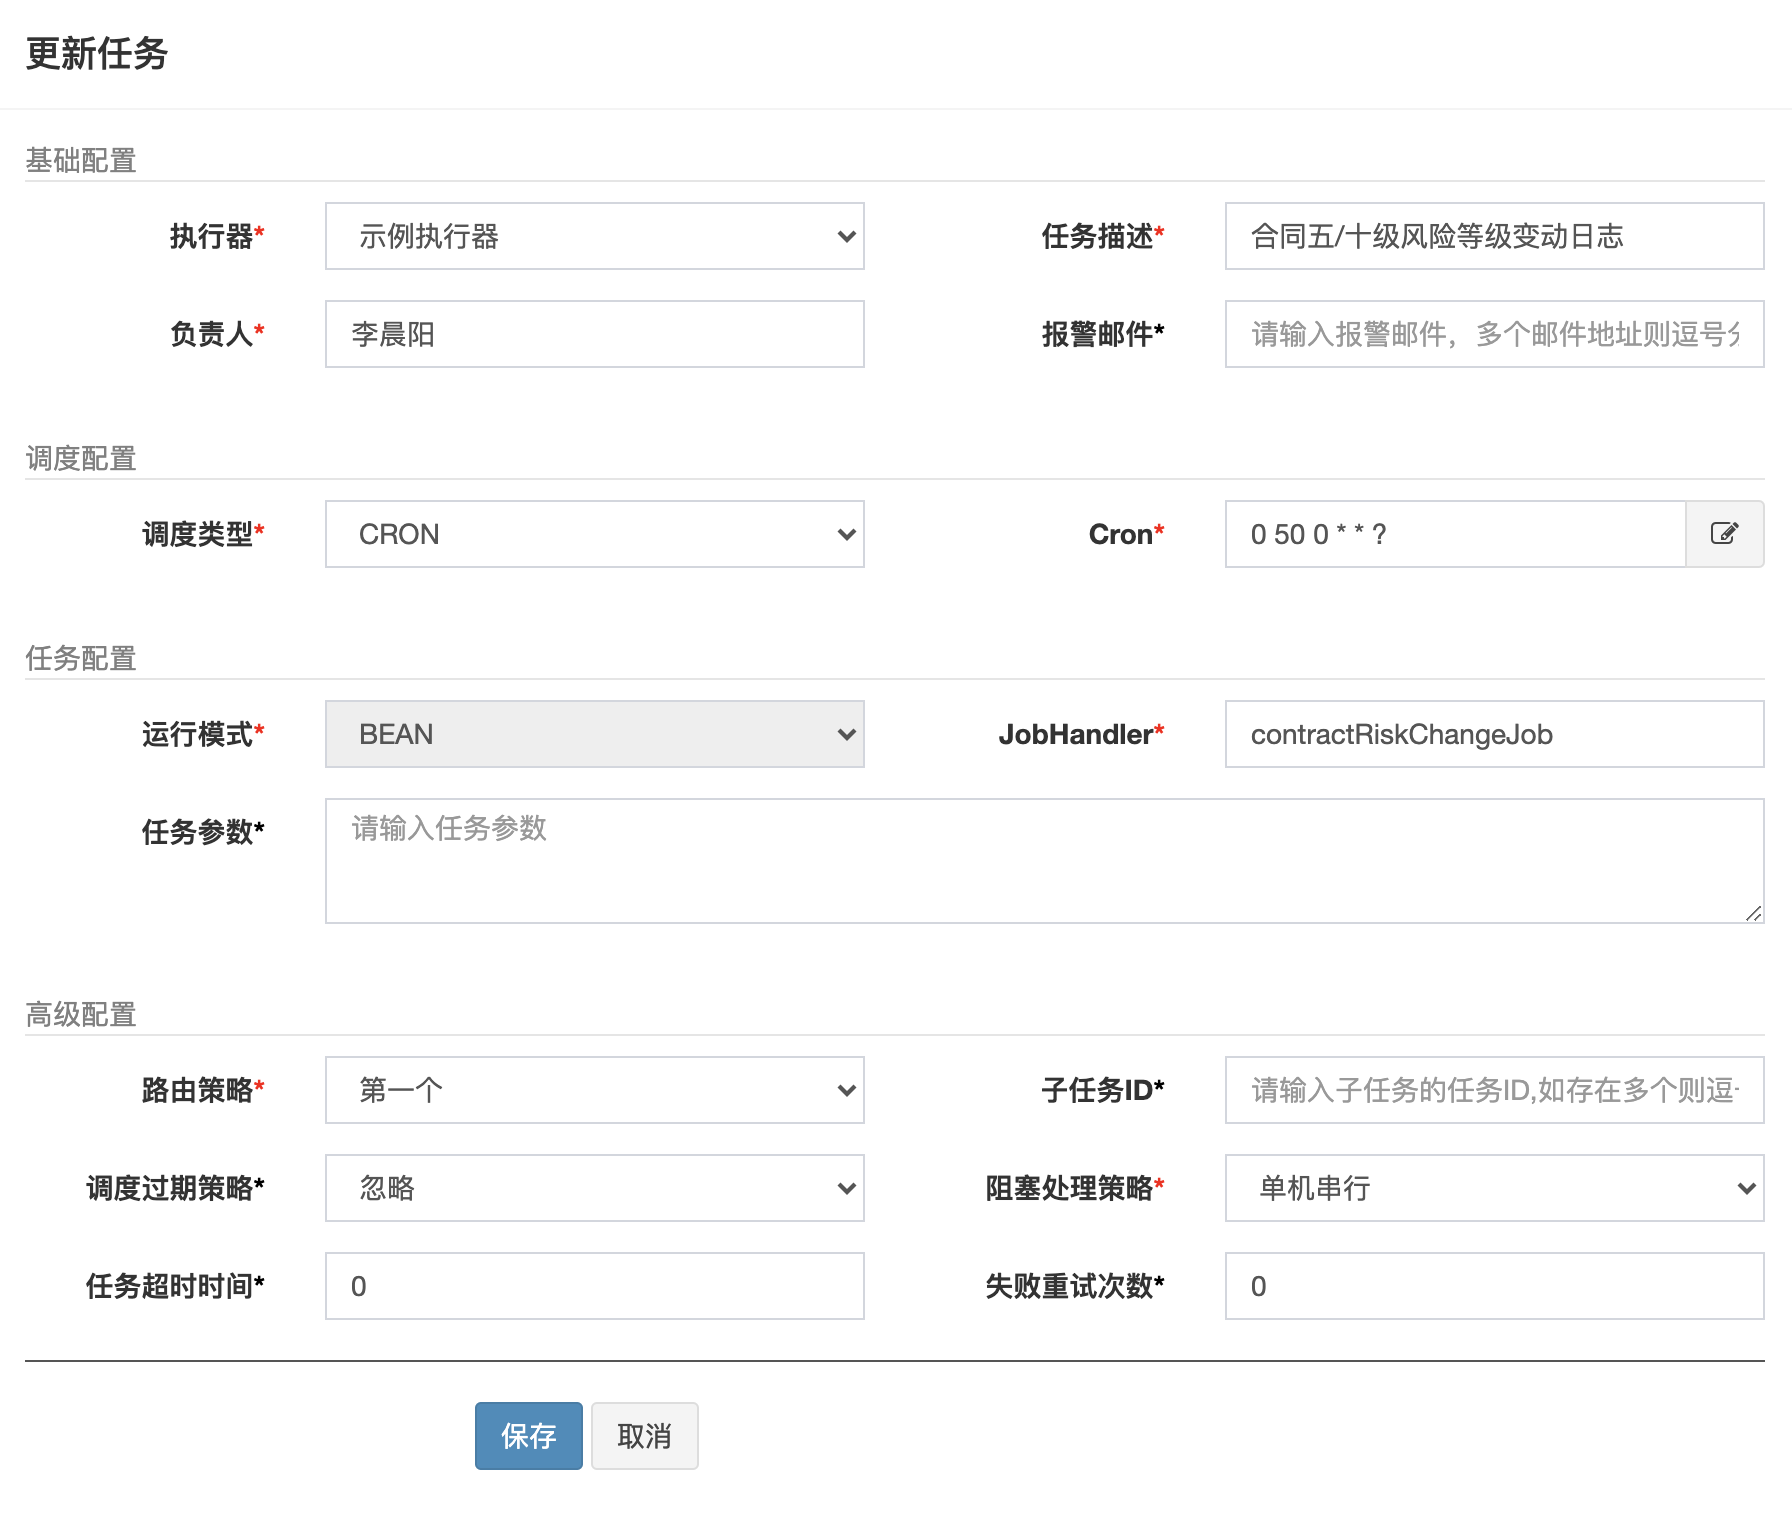 更新任务
基础配置
执行器* 示例执行器 任务描述* 合同五/十级风险等级变动日志
负责人* 李晨阳 报警邮件* 请输入报警邮件，多个邮件地址则逗号
调度配置
调度类型* CRON Cron* 0 50 0 * * ?
任务配置
运行模式* BEAN JobHandler* contractRiskChangeJob
任务参数* 请输入任务参数
高级配置
路由策略* 第一个 子任务ID* 请输入子任务的任务ID,如存在多个则逗
调度过期策略* 忽略 阻塞处理策略* 单机串行
任务超时时间* 0 失败重试次数* 0
保存 取消